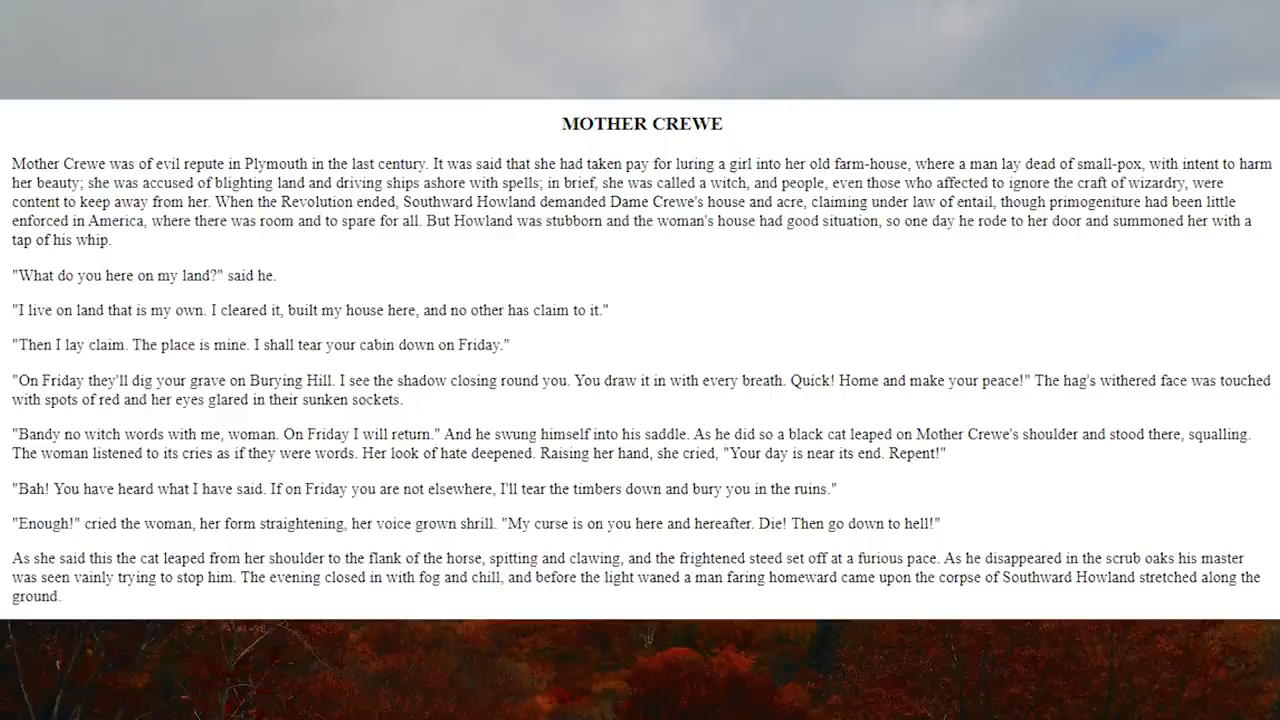 MOTHER CREWE
Mother Crewe was of evil repute in Plymouth in the last century. It was said that she had taken pay for luring a girl into her old farm-house, where a man lay dead of small-pox, with intent to harm
her beauty; she was accused of blighting land and driving ships ashore with spells; in brief, she was called a witch, and people, even those who affected to ignore the craft of wizardry, were
content to keep away from her. When the Revolution ended, Southward Howland demanded Dame Crewe's house and acre, claiming under law of entail, though primogeniture had been little
enforced in America, where there was room and to spare for all. But Howland was stubborn and the woman's house had good situation, so one day he rode to her door and summoned her with a
tap of his whip.
"What do you here on my land?" said he.
"I live on land that is my own. I cleared it, built my house here, and no other has claim to it."
"Then I lay claim. The place is mine. I shall tear your cabin down on Friday."
"On Friday they'll dig your grave on Burying Hill. I see the shadow closing round you. You draw it in with every breath. Quick! Home and make your peace!" The hag's withered face was touched
with spots of red and her eyes glared in their sunken sockets.
"Bandy no witch words with me, woman. On Friday I will return." And he swung himself into his saddle. As he did so a black cat leaped on Mother Crewe's shoulder and stood there, squalling.
The woman listened to its cries as if they were words. Her look of hate deepened. Raising her hand, she cried, "Your day is near its end. Repent!"
"Bah! You have heard what I have said. If on Friday you are not elsewhere, I'll tear the timbers down and bury you in the ruins."
"Enough!" cried the woman, her form straightening, her voice grown shrill. "My curse is on you here and hereafter. Die! Then go down to hell!"
As she said this the cat leaped from her shoulder to the flank of the horse, spitting and clawing, and the frightened steed set off at a furious pace. As he disappeared in the scrub oaks his master
was seen vainly trying to stop him. The evening closed in with fog and chill, and before the light waned a man faring homeward came upon the corpse of Southward Howland stretched along the
ground.